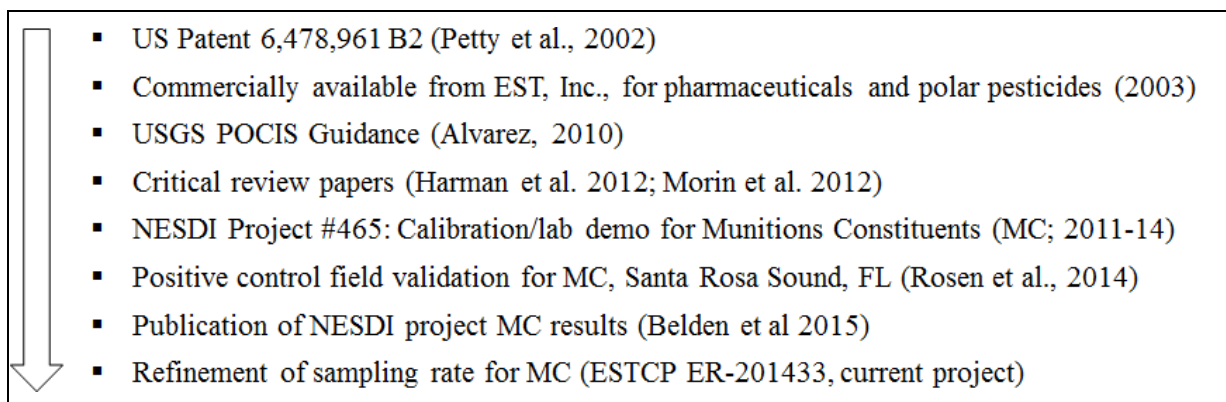 ▪ US Patent 6,478,961 B2 (Petty et al., 2002)
▪ Commercially available from EST, Inc., for pharmaceuticals and polar pesticides (2003)
▪ USGS POCIS Guidance (Alvarez, 2010)
▪ Critical review papers (Harman et al. 2012; Morin et al. 2012)
▪ NESDI Project #465: Calibration/lab demo for Munitions Constituents (MC; 2011-14)
▪ Positive control field validation for MC, Santa Rosa Sound, FL (Rosen et al., 2014)
▪ Publication of NESDI project MC results (Belden et al 2015)
▪ Refinement of sampling rate for MC (ESTCP ER-201433, current project)